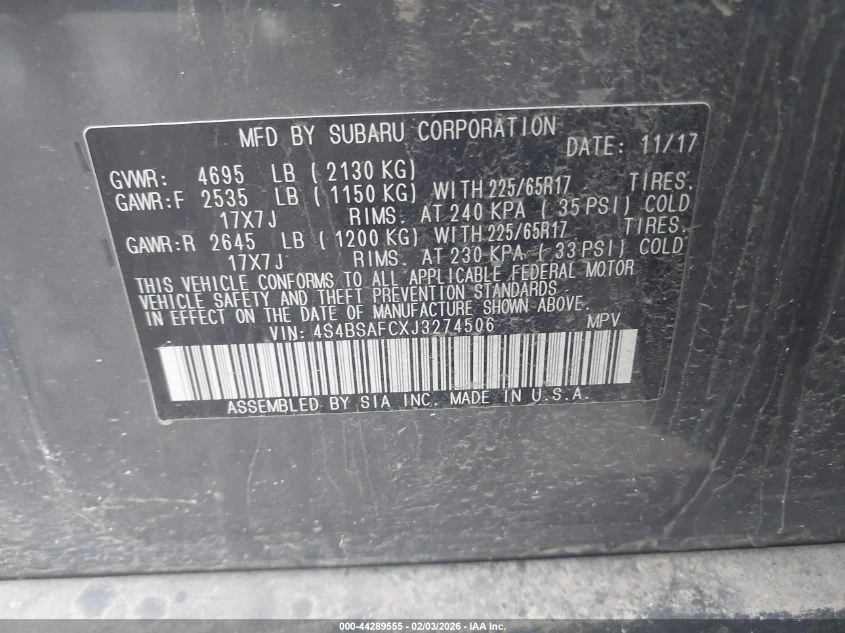 MFD BY SUBARU CORPORATION DATE: 11/17
GVWR: 4695 LB ( 2130 KG)
GAWR:F 2535 LB ( 1150 KG) WITH 225/65R17 TIRES.
17X7J RIMS. AT 240 KPA ( 35 PSI) COLD
GAWR:R 2645 LB ( 1200 KG) WITH 225/65R17 TIRES.
17X7J RIMS. AT 230 KPA ( 33 PSI) COLD
THIS VEHICLE CONFORMS TO ALL APPLICABLE FEDERAL MOTOR
VEHICLE SAFETY AND THEFT PREVENTION STANDARDS
IN EFFECT ON THE DATE OF MANUFACTURE SHOWN ABOVE.
VIN: 4S4BSAFCXJ3274506 MPV
ASSEMBLED BY SIA INC. MADE IN U.S.A.
000-44289555 - 02/03/2026 - IAA Inc.